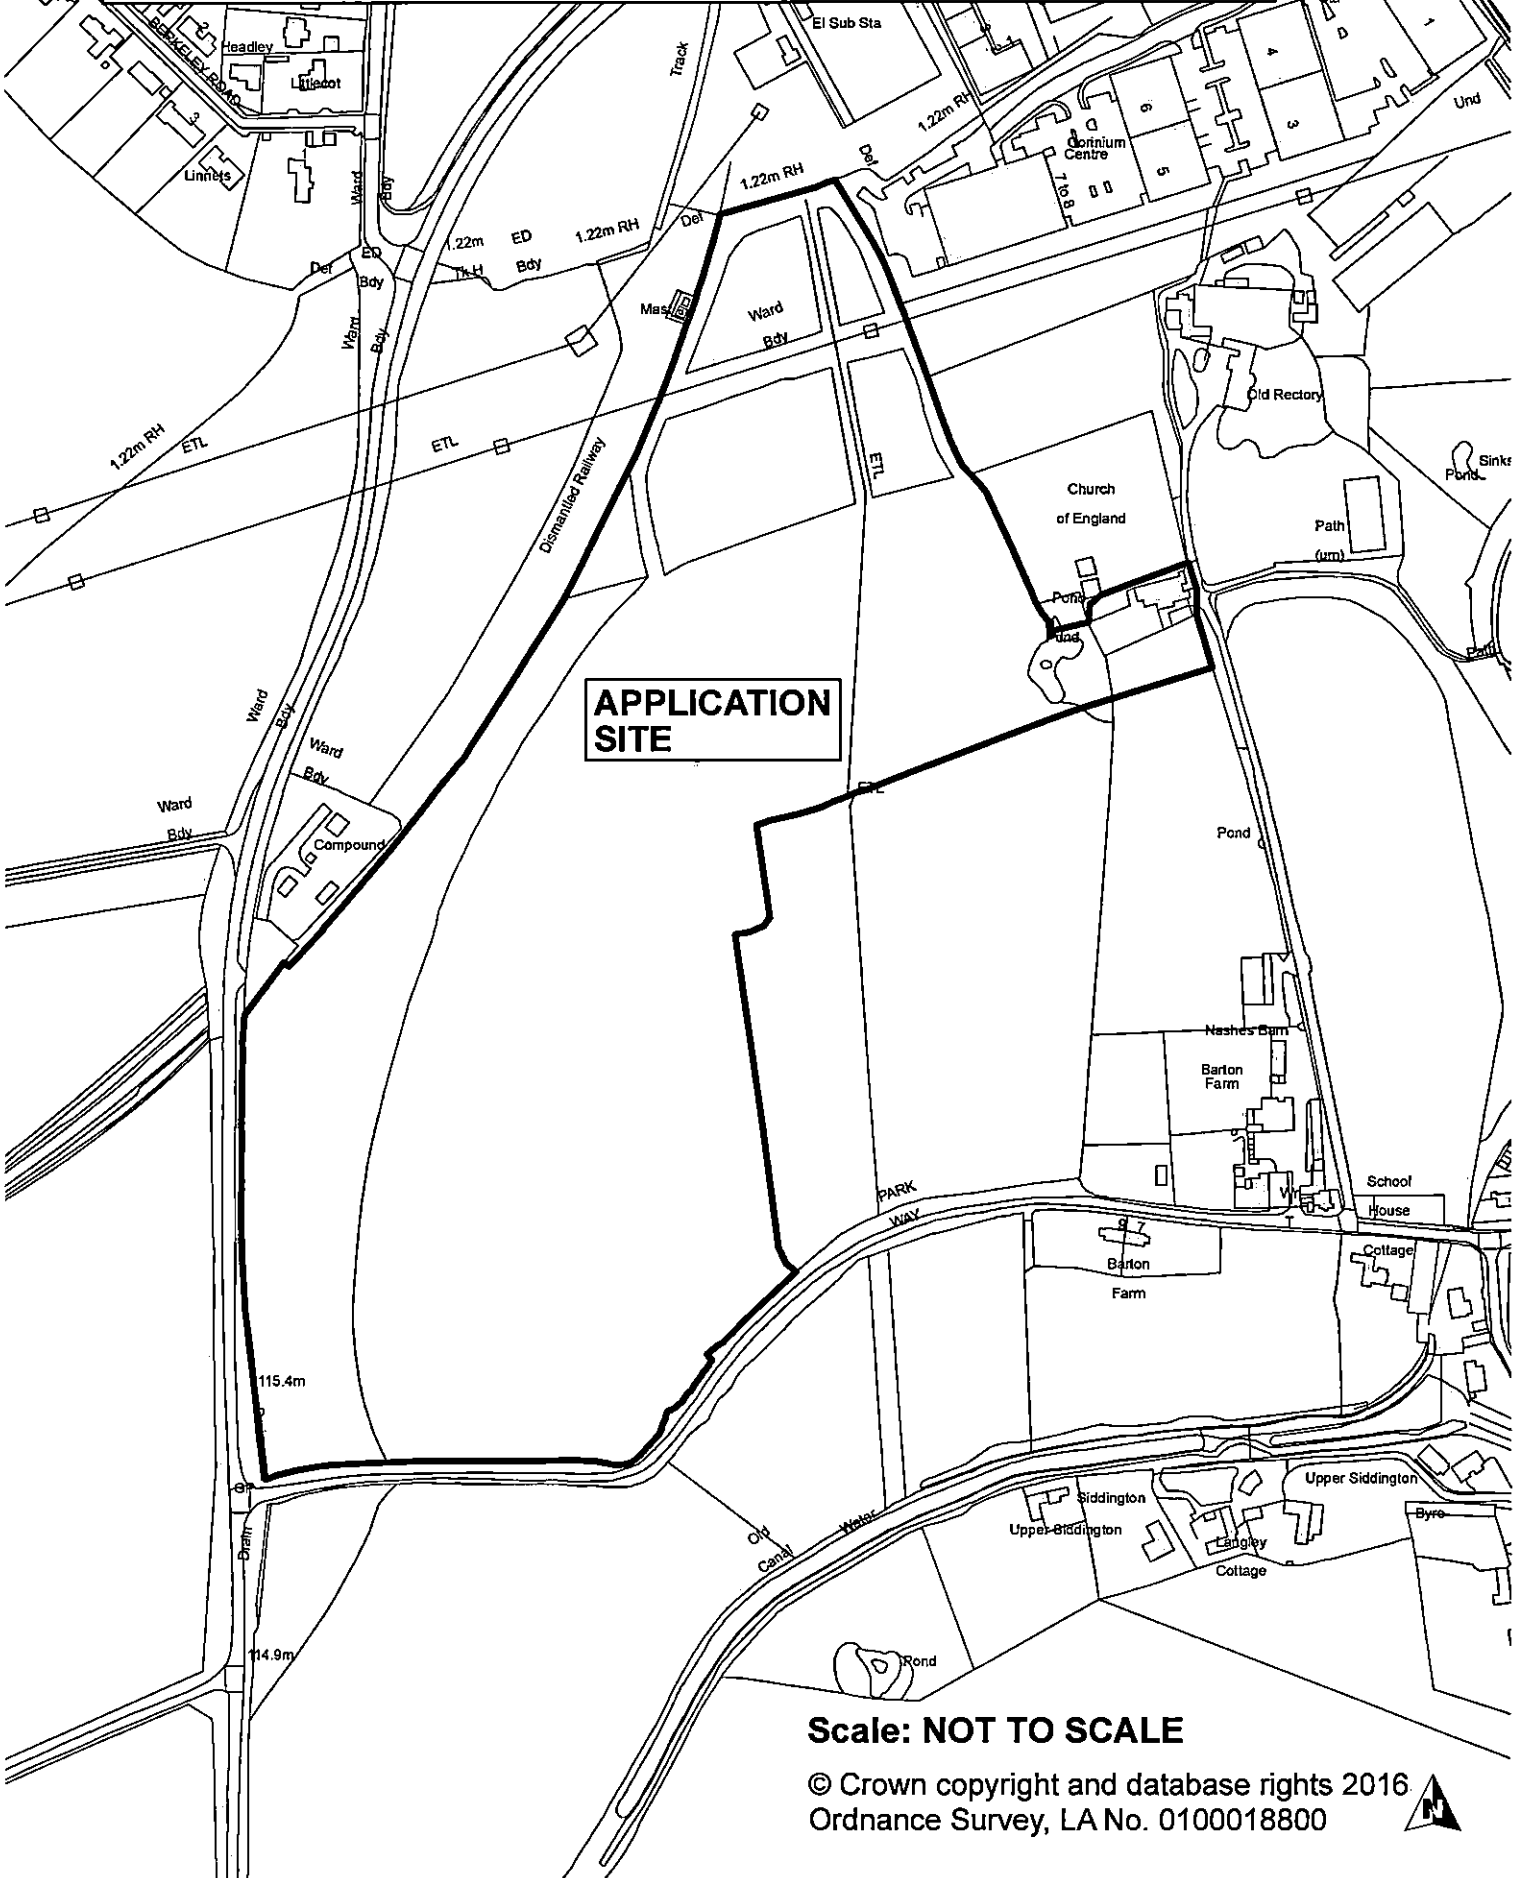 El Sub Sta
BERKELEY ROAD
2
Headley
Littlecot
3
Linnets
Track
1.22m RH
Def
Corinium
Centre
7 to 8
6
5
4
3
1
Und
Ward
Bdy
1.22m RH
Def
1.22m
ED
1.22m RH
Tk H
Bdy
Def
ED
Bdy
Ward
Bdy
Ward
Bdy
1.22m RH
ETL
ETL
Dismantled Railway
ETL
Old Rectory
Sinks
Pond
Church
of England
Path
(um)
Pond
Und
Path
APPLICATION
SITE
Ward
Bdy
Ward
Bdy
Ward
Bdy
Compound
ETL
Pond
Nashes Barn
Barton
Farm
PARK
WAY
School
House
9
7
Barton
Farm
Cottage
115.4m
Drain
Old
Canal
Water
Siddington
Upper Siddington
Upper Siddington
Langley
Cottage
Byre
114.9m
Pond
Scale: NOT TO SCALE
© Crown copyright and database rights 2016
Ordnance Survey, LA No. 0100018800
N